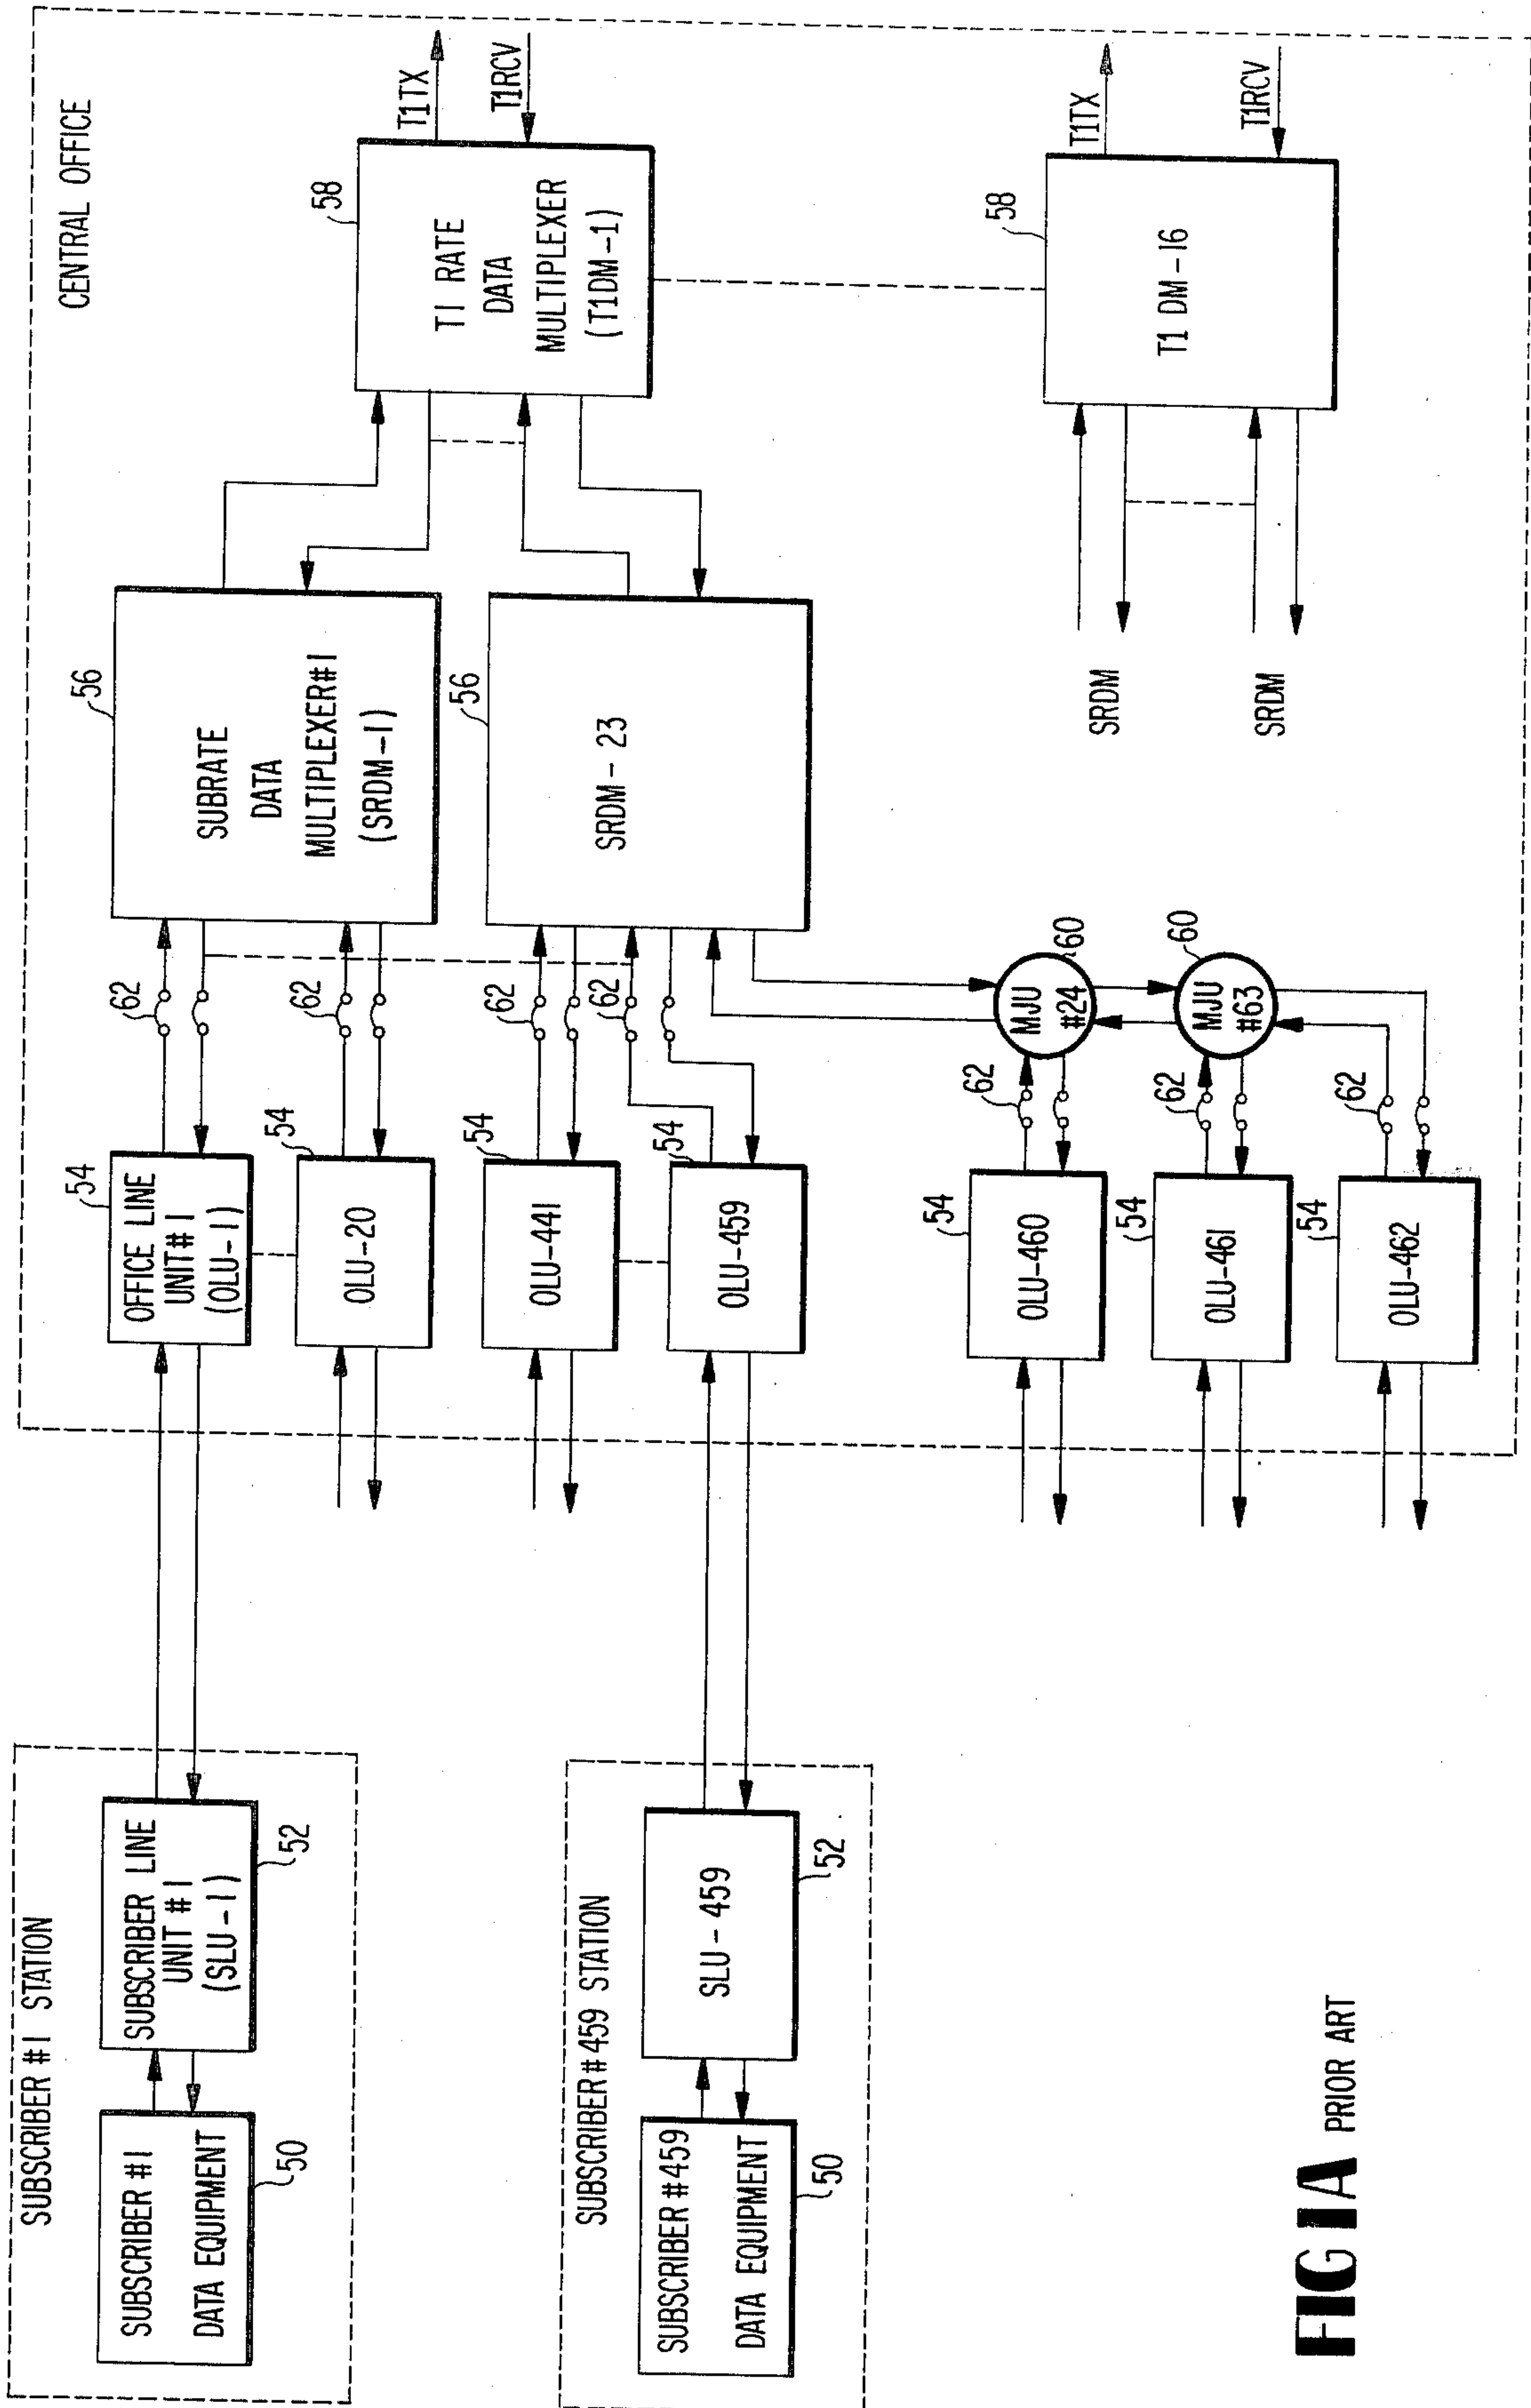 SUBSCRIBER #1 STATION
SUBSCRIBER #1
DATA EQUIPMENT
50
SUBSCRIBER LINE
UNIT #1
(SLU-1)
52
SUBSCRIBER #459 STATION
SUBSCRIBER #459
DATA EQUIPMENT
50
SLU-459
52
CENTRAL OFFICE
54
OFFICE LINE
UNIT #1
(OLU-1)
62
54
OLU-20
62
54
OLU-441
62
54
OLU-459
62
54
OLU-460
62
54
OLU-461
62
54
OLU-462
62
60
MJU
#24
60
MJU
#63
56
SUBRATE
DATA
MULTIPLEXER #1
(SRDM-1)
56
SRDM-23
58
T1 RATE
DATA
MULTIPLEXER
(T1DM-1)
T1TX
T1RCV
58
T1 DM-16
T1TX
T1RCV
SRDM
SRDM
FIG 1A PRIOR ART